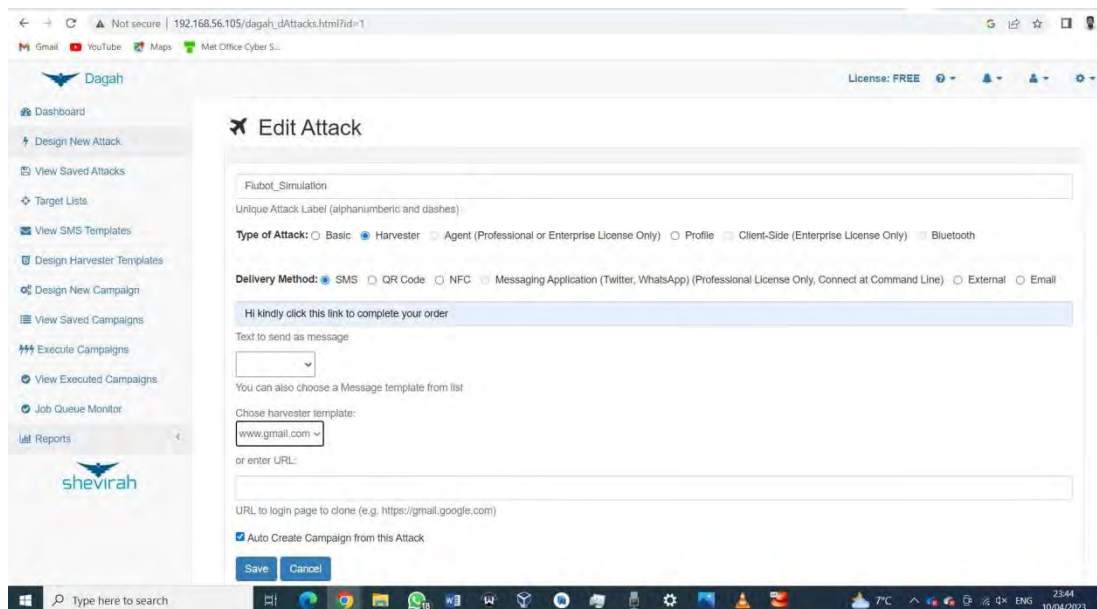 Not secure | 192.168.56.105/dagah_dAttacks.html?id=1
Gmail YouTube Maps Met Office Cyber S...
Dagah License: FREE
Dashboard
Edit Attack
Design New Attack
View Saved Attacks
Flubot_Simulation
Target Lists
Unique Attack Label (alphanumberic and dashes)
View SMS Templates
Type of Attack: Basic Harvester Agent (Professional or Enterprise License Only) Profile Client-Side (Enterprise License Only) Bluetooth
Design Harvester Templates
Delivery Method: SMS QR Code NFC Messaging Application (Twitter, WhatsApp) (Professional License Only, Connect at Command Line) External Email
Design New Campaign
View Saved Campaigns
Hi kindly click this link to complete your order
Text to send as message
Execute Campaigns
View Executed Campaigns
You can also choose a Message template from list
Job Queue Monitor
Chose harvester template:
Reports
www.gmail.com
or enter URL:
shevirah
URL to login page to clone (e.g. https://gmail.google.com)
Auto Create Campaign from this Attack
Save Cancel
Type here to search 18 7°C ENG 23:44
10/04/2023